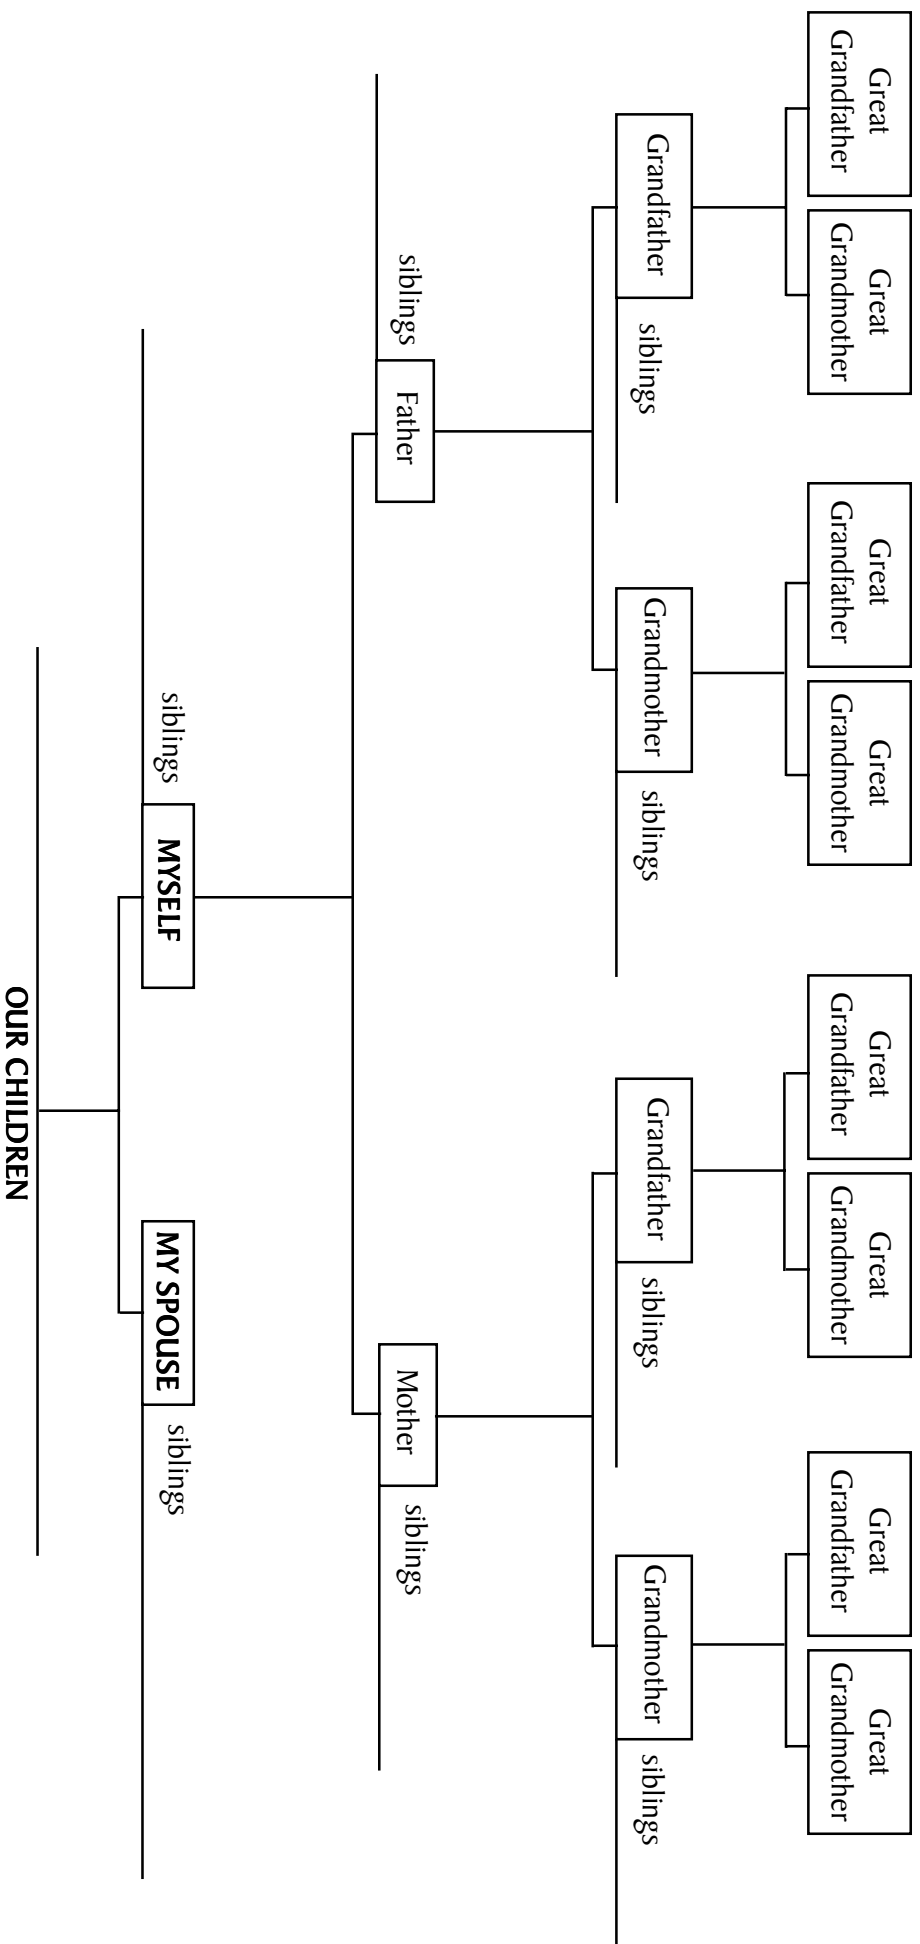 Great
Grandfather
Great
Grandmother
Great
Grandfather
Great
Grandmother
Great
Grandfather
Great
Grandmother
Great
Grandfather
Great
Grandmother
Grandfather
siblings
Grandmother
siblings
Grandfather
siblings
Grandmother
siblings
siblings
Father
Mother
siblings
siblings
MYSELF
MY SPOUSE
siblings
OUR CHILDREN